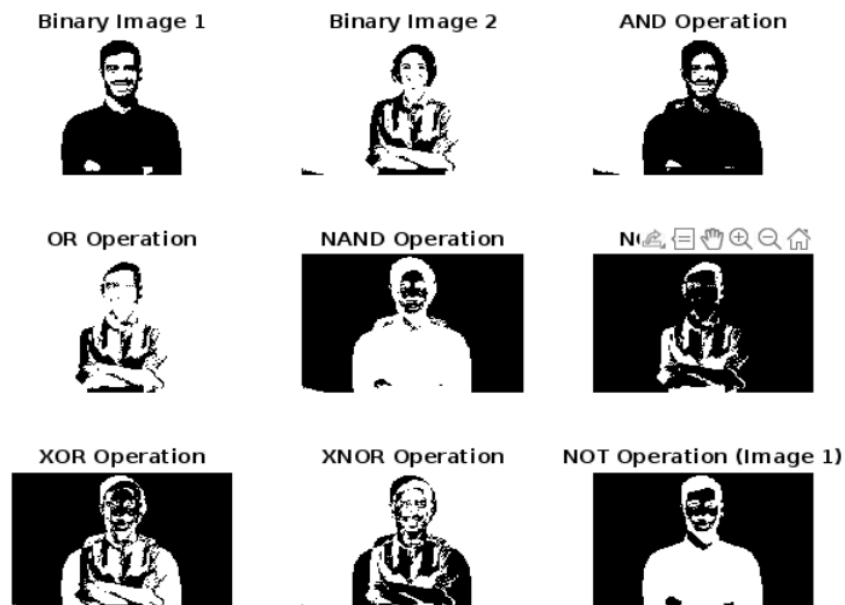 Binary Image 1
Binary Image 2
AND Operation
OR Operation
NAND Operation
XOR Operation
XNOR Operation
NOT Operation (Image 1)